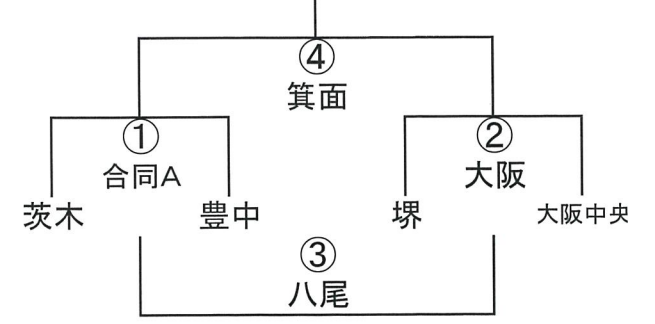 ④
箕面
①
合同A
②
大阪
茨木
豊中
堺
大阪中央
③
八尾